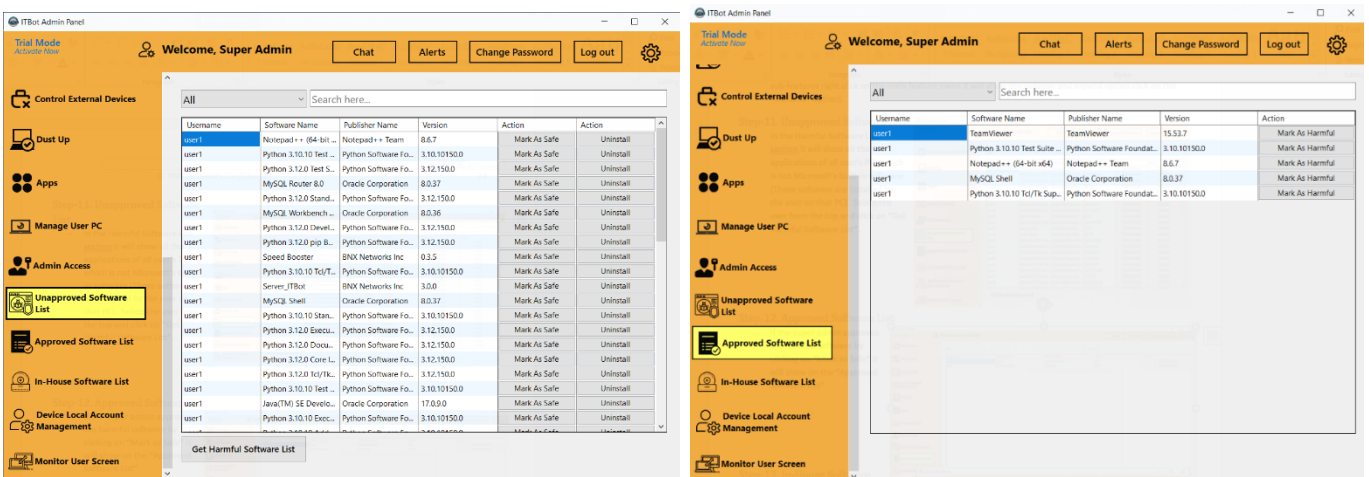 ITBot Admin Panel
Trial Mode
Activate Now
Welcome, Super Admin
Chat
Alerts
Change Password
Log out
Control External Devices
Dust Up
Apps
Manage User PC
Admin Access
Unapproved Software
List
Approved Software List
In-House Software List
Device Local Account
Management
Monitor User Screen
All
Search here...
Username Software Name Publisher Name Version Action Action
user1 Notepad++ (64-bit ... Notepad++ Team 8.6.7 Mark As Safe Uninstall
user1 Python 3.10.10 Test ... Python Software Fo... 3.10.10150.0 Mark As Safe Uninstall
user1 Python 3.12.0 Test S... Python Software Fo... 3.12.150.0 Mark As Safe Uninstall
user1 MySQL Router 8.0 Oracle Corporation 8.0.37 Mark As Safe Uninstall
user1 Python 3.12.0 Stand... Python Software Fo... 3.12.150.0 Mark As Safe Uninstall
user1 MySQL Workbench ... Oracle Corporation 8.0.36 Mark As Safe Uninstall
user1 Python 3.12.0 Devel... Python Software Fo... 3.12.150.0 Mark As Safe Uninstall
user1 Python 3.12.0 pip B... Python Software Fo... 3.12.150.0 Mark As Safe Uninstall
user1 Speed Booster BNX Networks Inc 0.3.5 Mark As Safe Uninstall
user1 Python 3.10.10 Tcl/T... Python Software Fo... 3.10.10150.0 Mark As Safe Uninstall
user1 Server_ITBot BNX Networks Inc 3.0.0 Mark As Safe Uninstall
user1 MySQL Shell Oracle Corporation 8.0.37 Mark As Safe Uninstall
user1 Python 3.10.10 Stan... Python Software Fo... 3.10.10150.0 Mark As Safe Uninstall
user1 Python 3.12.0 Execu... Python Software Fo... 3.12.150.0 Mark As Safe Uninstall
user1 Python 3.12.0 Docu... Python Software Fo... 3.12.150.0 Mark As Safe Uninstall
user1 Python 3.12.0 Core I... Python Software Fo... 3.12.150.0 Mark As Safe Uninstall
user1 Python 3.12.0 Tcl/Tk... Python Software Fo... 3.12.150.0 Mark As Safe Uninstall
user1 Python 3.10.10 Test ... Python Software Fo... 3.10.10150.0 Mark As Safe Uninstall
user1 Java(TM) SE Develo... Oracle Corporation 17.0.9.0 Mark As Safe Uninstall
user1 Python 3.10.10 Exec... Python Software Fo... 3.10.10150.0 Mark As Safe Uninstall
Get Harmful Software List
ITBot Admin Panel
Trial Mode
Activate Now
Welcome, Super Admin
Chat
Alerts
Change Password
Log out
Control External Devices
Dust Up
Apps
Manage User PC
Admin Access
Unapproved Software
List
Approved Software List
In-House Software List
Device Local Account
Management
Monitor User Screen
All
Search here...
Username Software Name Publisher Name Version Action
user1 TeamViewer TeamViewer 15.53.7 Mark As Harmful
user1 Python 3.10.10 Test Suite ... Python Software Foundat... 3.10.10150.0 Mark As Harmful
user1 Notepad++ (64-bit x64) Notepad++ Team 8.6.7 Mark As Harmful
user1 MySQL Shell Oracle Corporation 8.0.37 Mark As Harmful
user1 Python 3.10.10 Tcl/Tk Sup... Python Software Foundat... 3.10.10150.0 Mark As Harmful